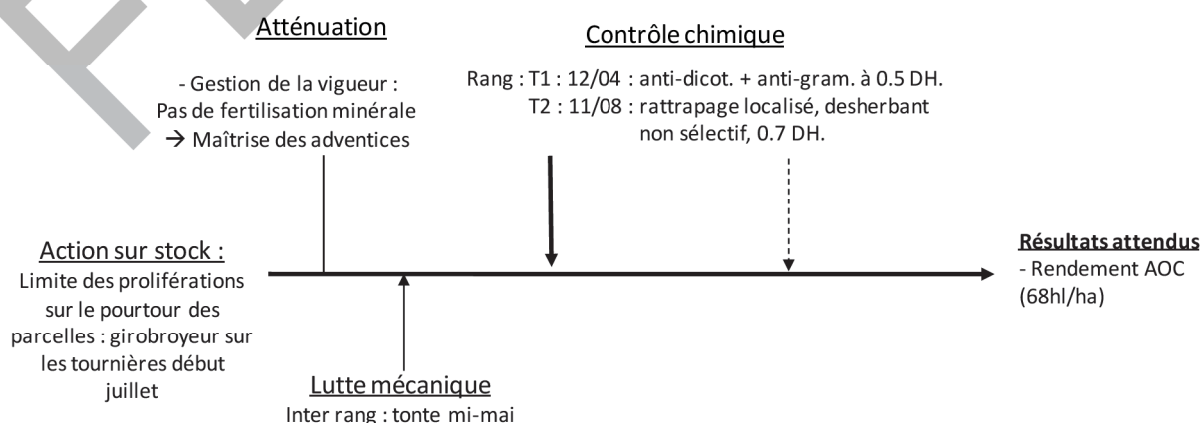 Atténuation
- Gestion de la vigueur :
Pas de fertilisation minérale
→ Maîtrise des adventices
Contrôle chimique
Rang : T1 : 12/04 : anti-dicot. + anti-gram. à 0.5 DH.
T2 : 11/08 : rattrapage localisé, desherbant
non sélectif, 0.7 DH.
Action sur stock :
Limite des proliférations
sur le pourtour des
parcelles : girobroyeur sur
les tournières début
juillet
Lutte mécanique
Inter rang : tonte mi-mai
Résultats attendus
- Rendement AOC
(68hl/ha)